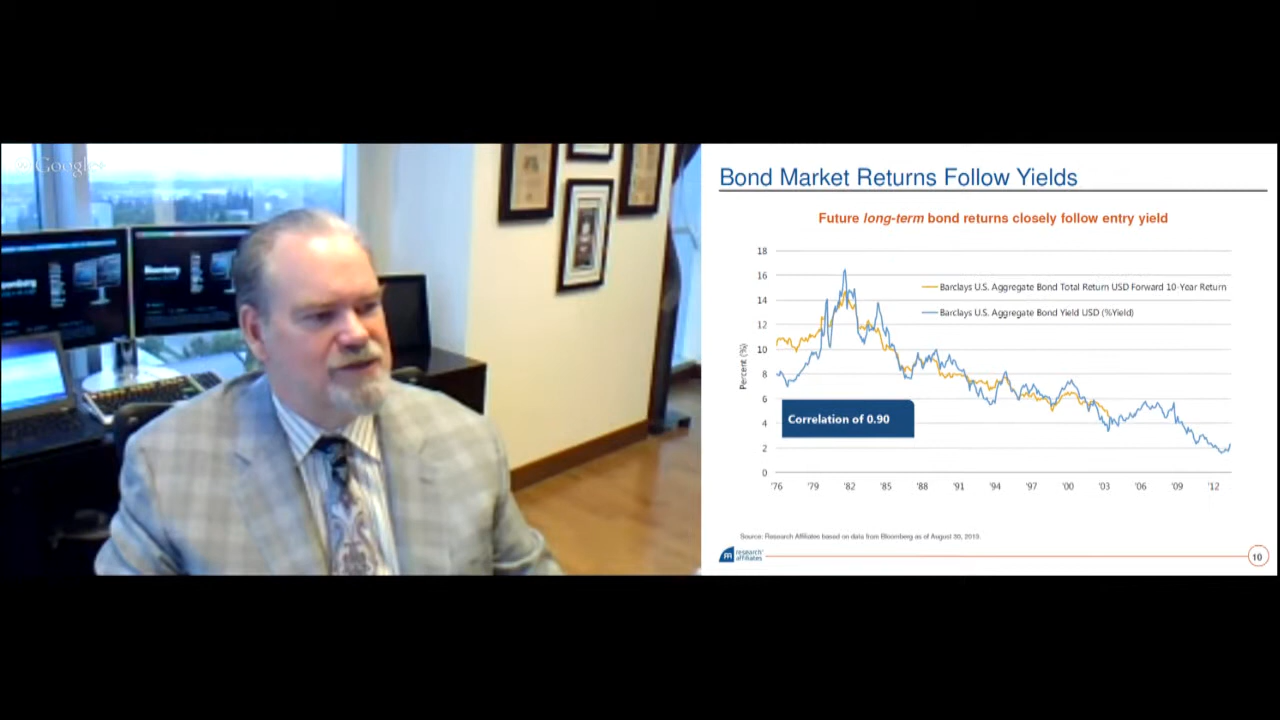 Google+
Bloomberg
Bond Market Returns Follow Yields
Future long-term bond returns closely follow entry yield
18
16
14
12
10
8
6
4
2
0
Percent (%)
Barclays U.S. Aggregate Bond Total Return USD Forward 10-Year Return
Barclays U.S. Aggregate Bond Yield USD (%Yield)
Correlation of 0.90
'76 '79 '82 '85 '88 '91 '94 '97 '00 '03 '06 '09 '12
Source: Research Affiliates based on data from Bloomberg as of August 30, 2013.
research
affiliates
10